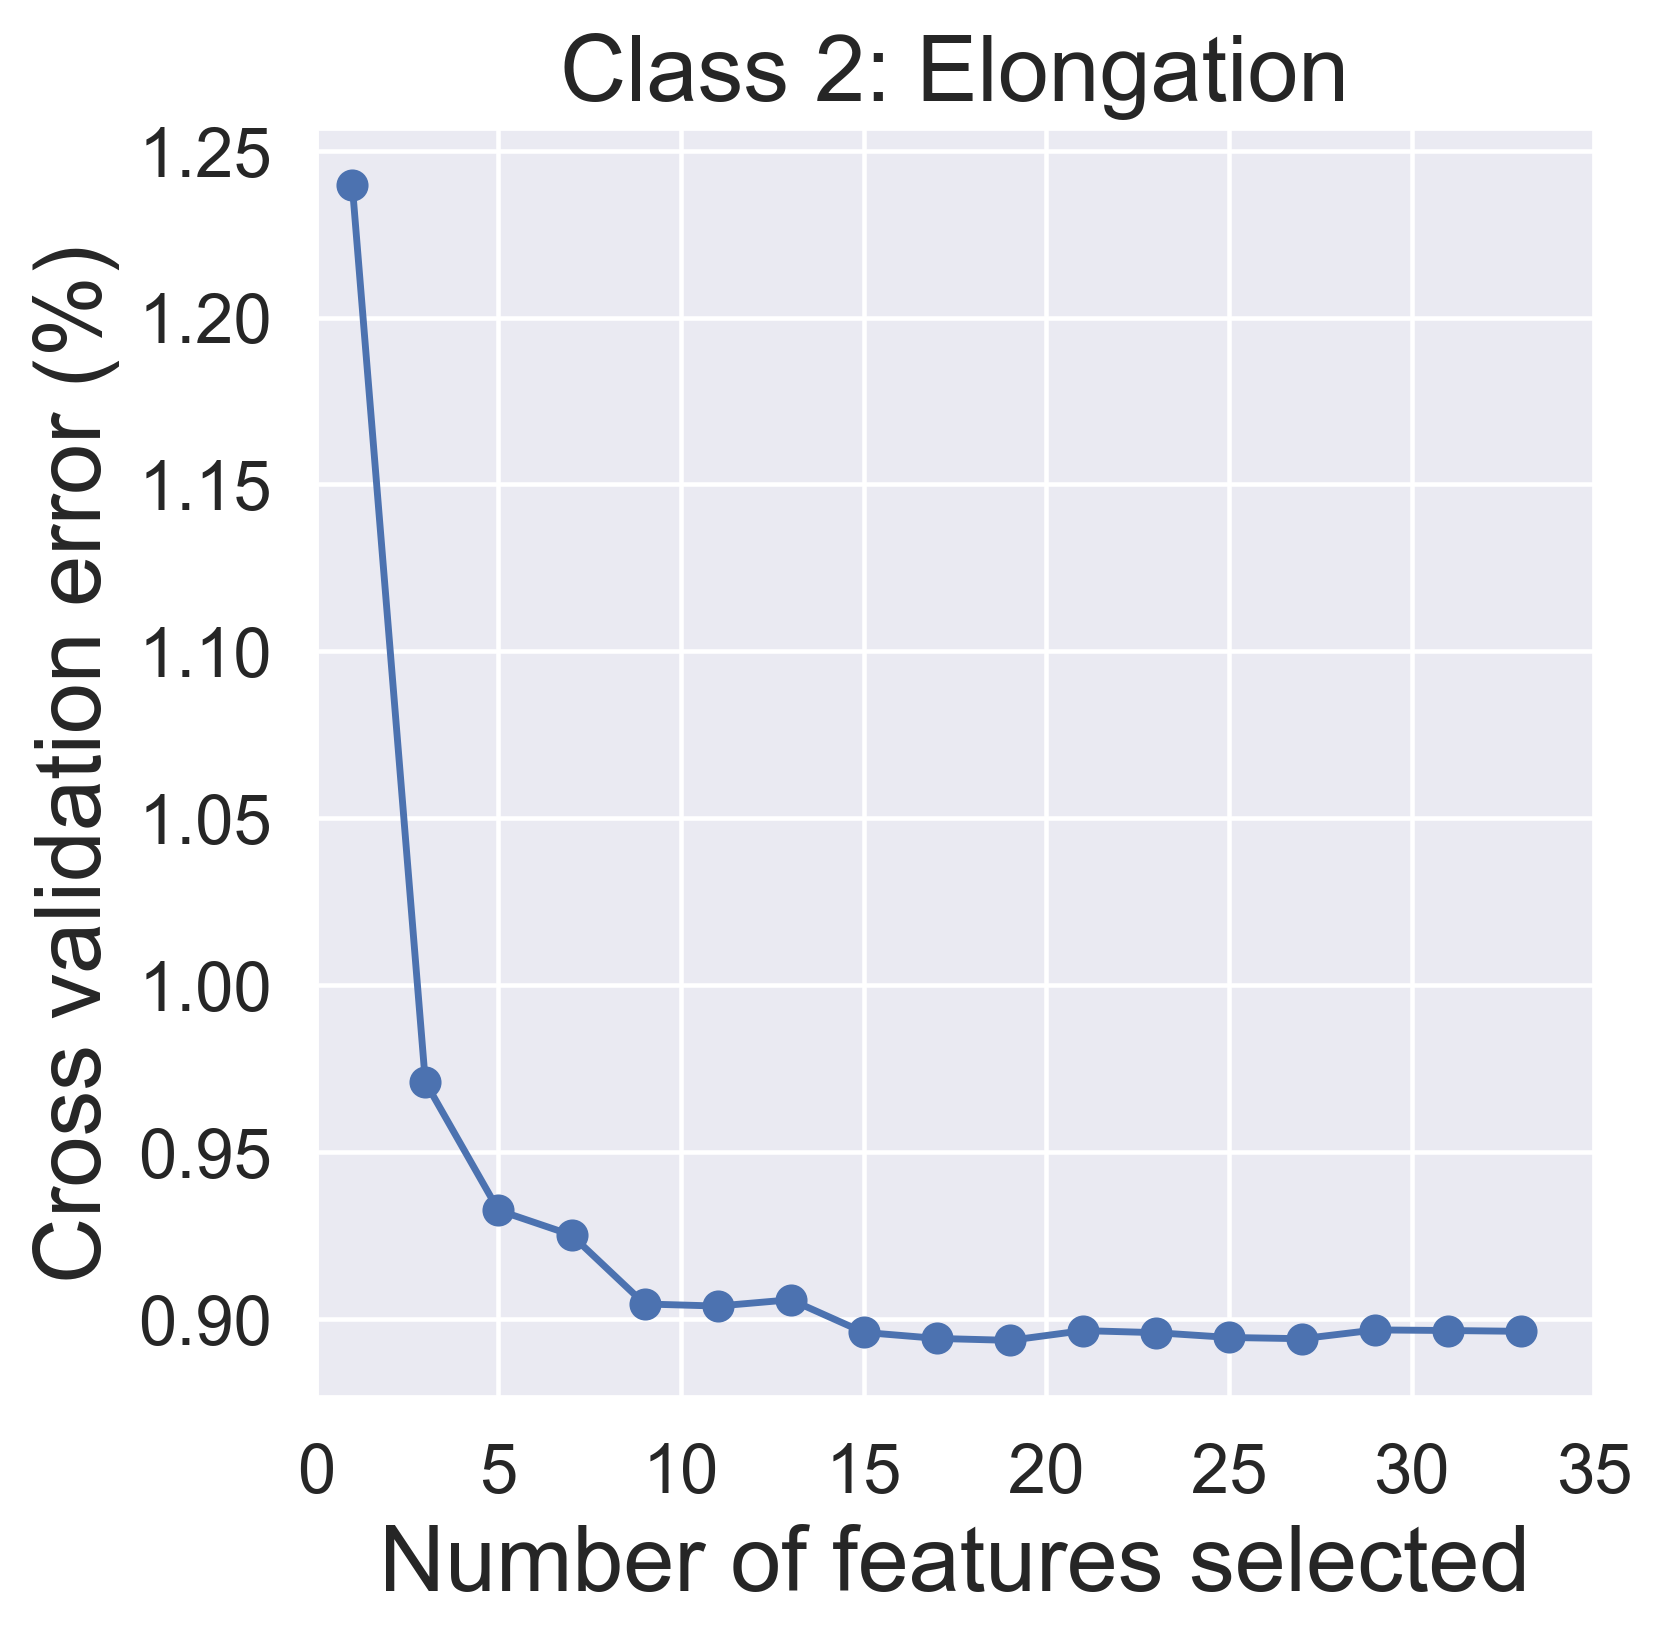 Class 2: Elongation
Cross validation error (%)
1.25
1.20
1.15
1.10
1.05
1.00
0.95
0.90
0 5 10 15 20 25 30 35
Number of features selected